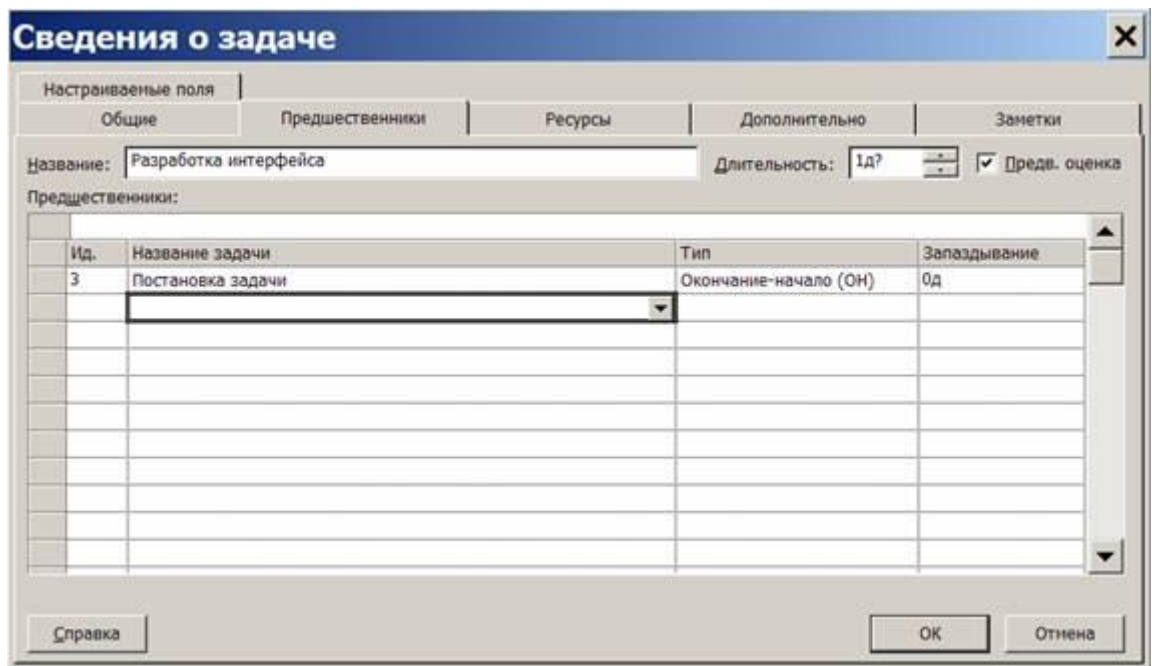 Сведения о задаче
Настраиваемые поля
Общие Предшественники Ресурсы Дополнительно Заметки
Название: Разработка интерфейса Длительность: 1д? Предв. оценка
Предшественники:
Ид. Название задачи Тип Запаздывание
3 Постановка задачи Окончание-начало (ОН) 0д
Справка ОК Отмена